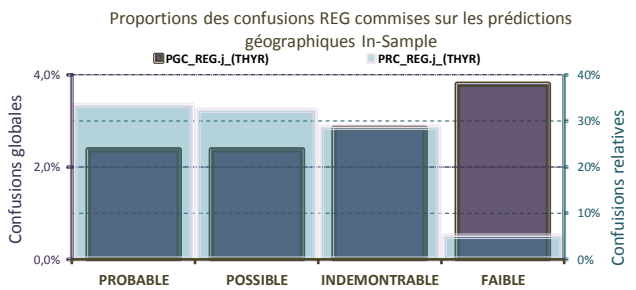 Proportions des confusions REG commises sur les prédictions
géographiques In-Sample
PGC_REG.j_(THYR) PRC_REG.j_(THYR)
4,0% 40%
30%
2,0% 20%
10%
0,0% 0%
Confusions globales
Confuisions relatives
PROBABLE POSSIBLE INDEMONTRABLE FAIBLE